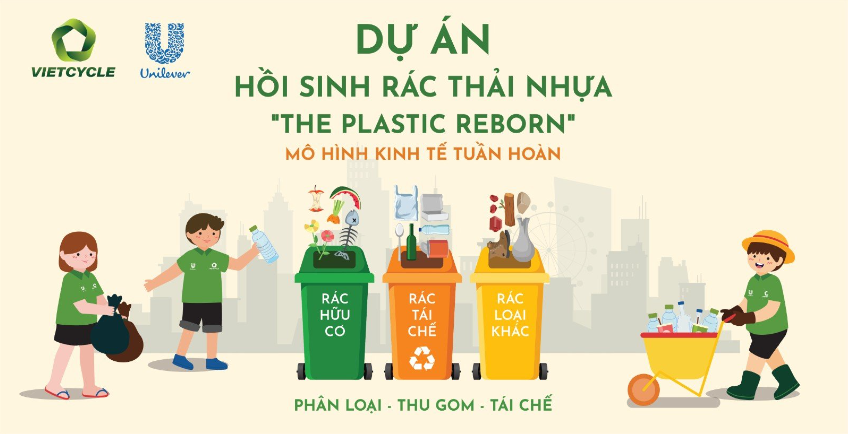 VIETCYCLE
Unilever
DỰ ÁN
HỒI SINH RÁC THẢI NHỰA
"THE PLASTIC REBORN"
MÔ HÌNH KINH TẾ TUẦN HOÀN
RÁC
HỮU
CƠ
RÁC
TÁI
CHẾ
RÁC
LOẠI
KHÁC
PHÂN LOẠI - THU GOM - TÁI CHẾ